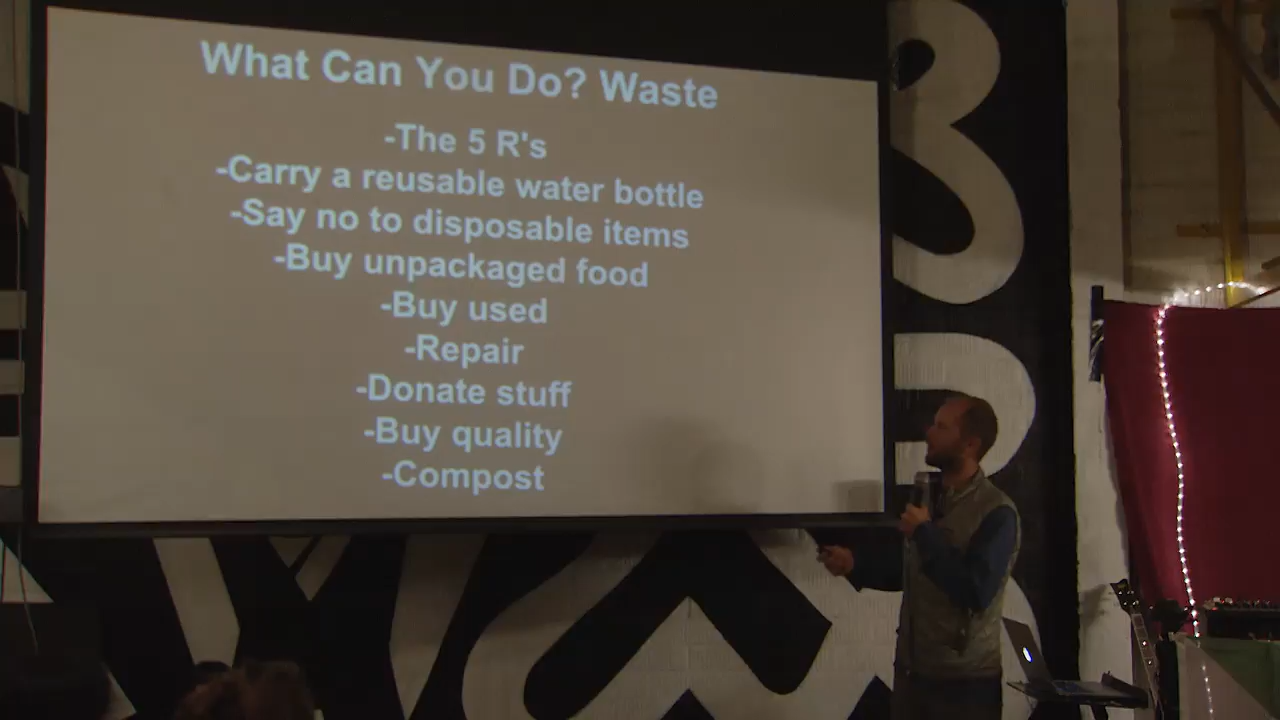 What Can You Do? Waste
-The 5 R's
-Carry a reusable water bottle
-Say no to disposable items
-Buy unpackaged food
-Buy used
-Repair
-Donate stuff
-Buy quality
-Compost